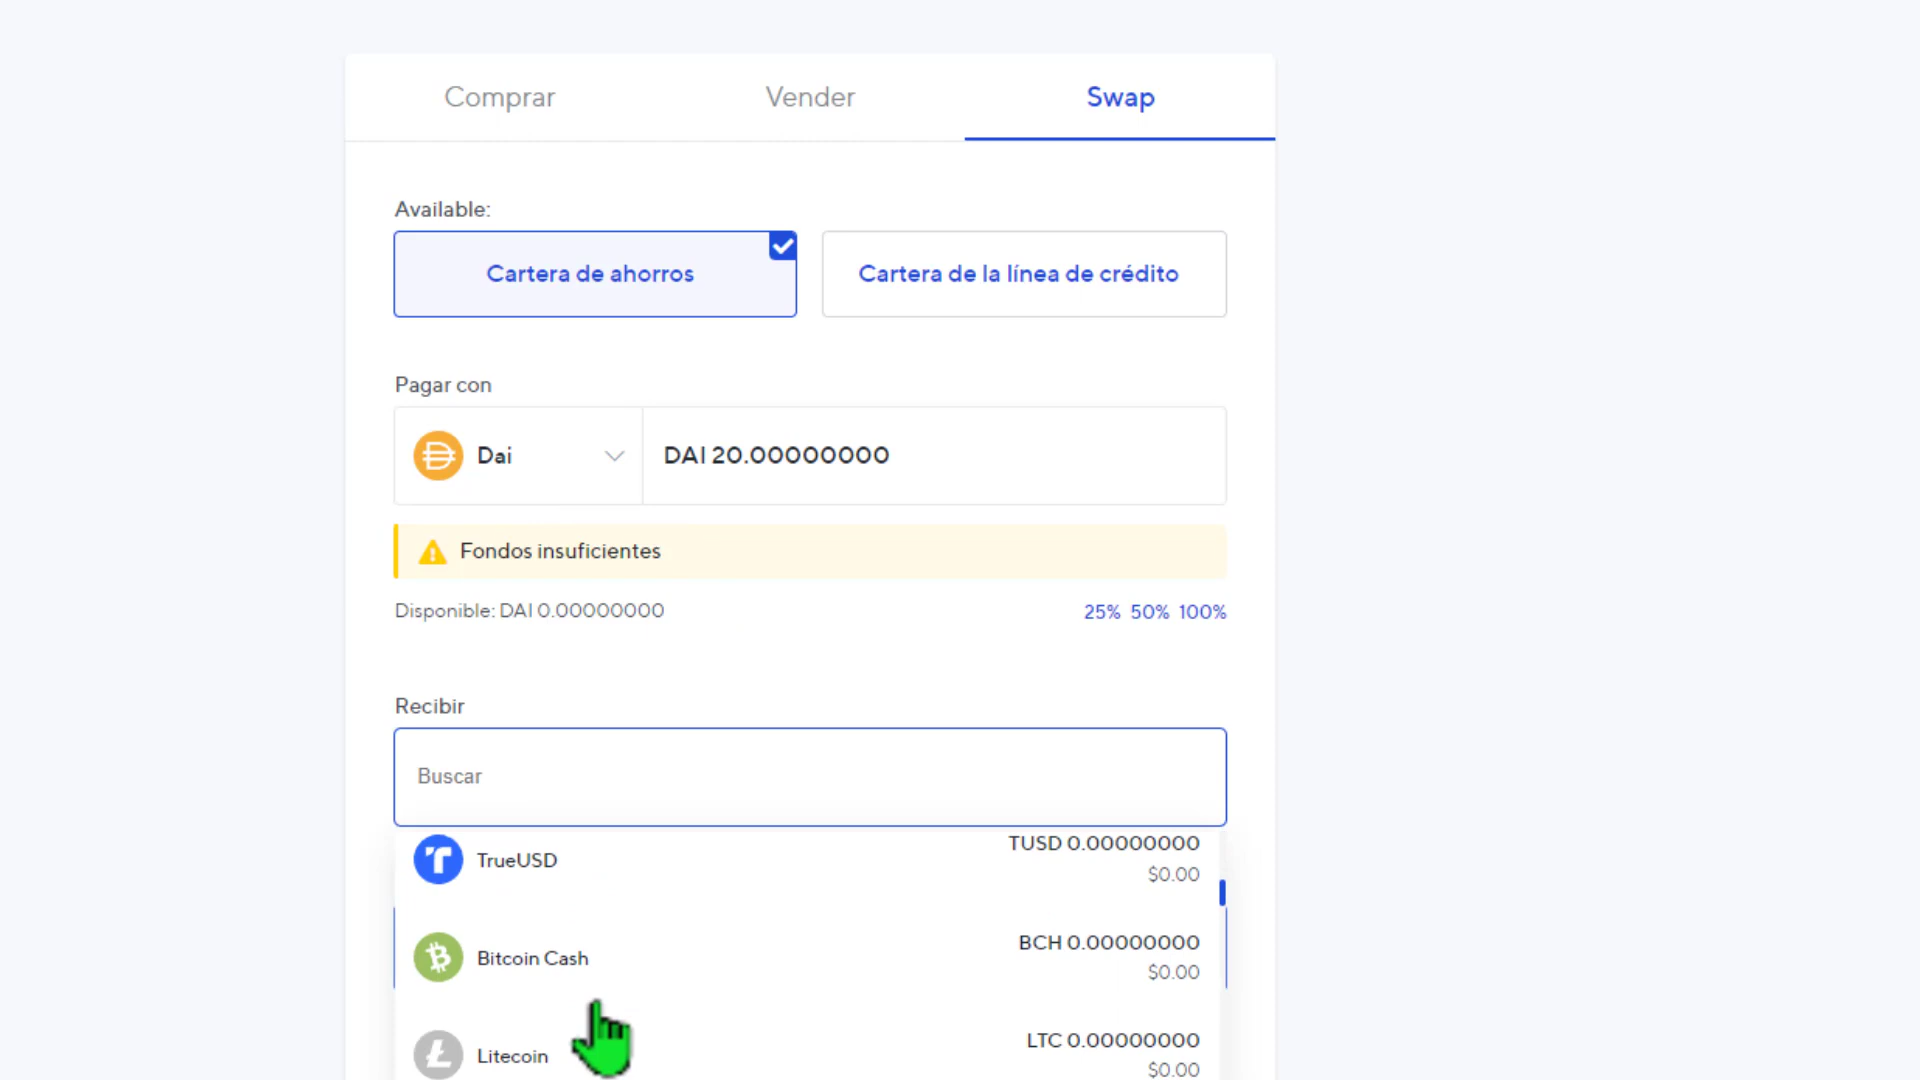 Comprar Vender Swap
Available:
Cartera de ahorros Cartera de la línea de crédito
Pagar con
Dai DAI 20.00000000
Fondos insuficientes
Disponible: DAI 0.00000000 25% 50% 100%
Recibir
Buscar
TrueUSD TUSD 0.00000000
$0.00
Bitcoin Cash BCH 0.00000000
$0.00
Litecoin LTC 0.00000000
$0.00